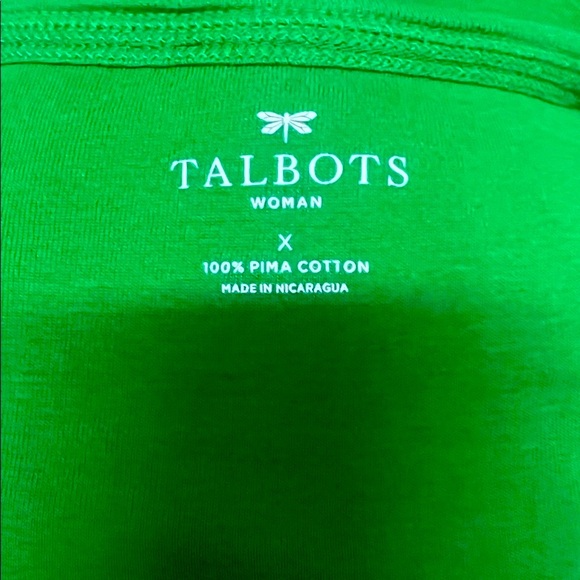 TALBOTS
WOMAN
X
100% PIMA COTTON
MADE IN NICARAGUA